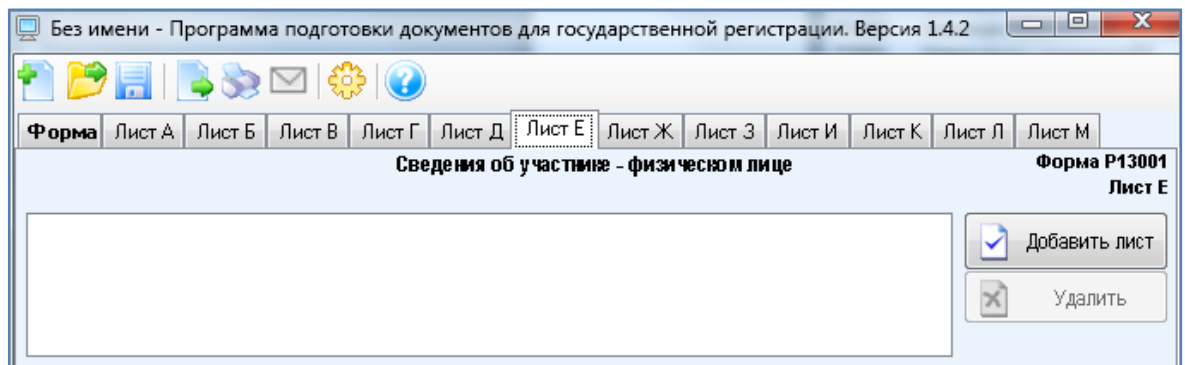 Без имени - Программа подготовки документов для государственной регистрации. Версия 1.4.2
Форма Лист А Лист Б Лист В Лист Г Лист Д Лист Е Лист Ж Лист З Лист И Лист К Лист Л Лист М
Сведения об участнике - физическом лице Форма Р13001
Лист Е
Добавить лист
Удалить